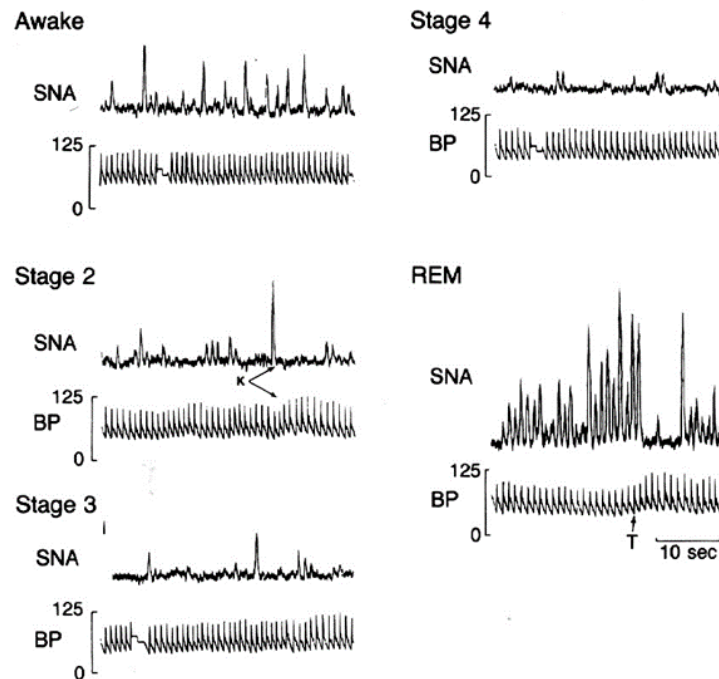 Awake
SNA
125
0
Stage 2
SNA
K
125
BP
0
Stage 3
SNA
125
BP
0
Stage 4
SNA
125
BP
0
REM
SNA
125
BP
0
T
10 sec